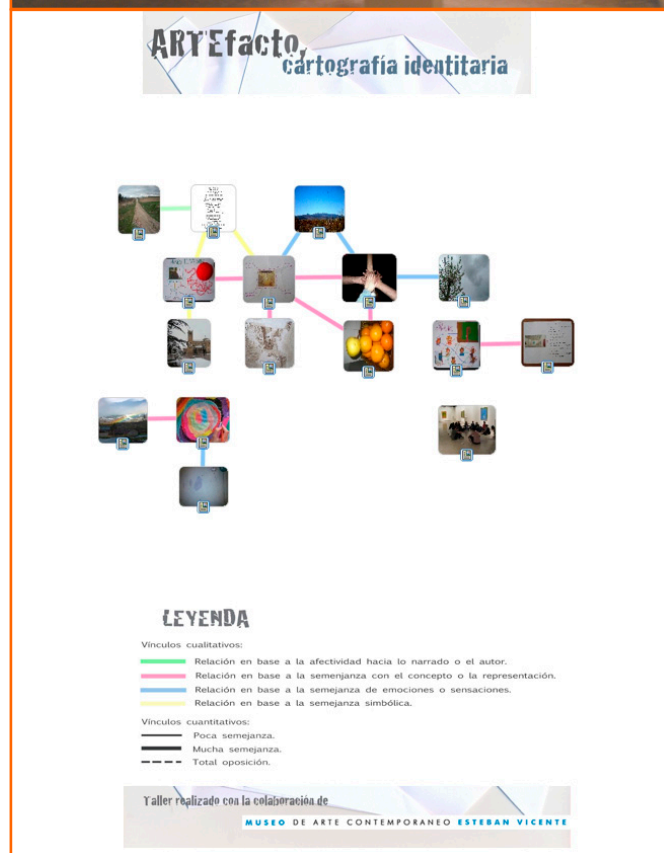 ARTEfacto,
cartografía identitaria
LEYENDA
Vínculos cualitativos:
Relación en base a la afectividad hacia lo narrado o el autor.
Relación en base a la semenjanza con el concepto o la representación.
Relación en base a la semejanza de emociones o sensaciones.
Relación en base a la semejanza simbólica.
Vínculos cuantitativos:
Poca semejanza.
Mucha semejanza.
Total oposición.
Taller realizado con la colaboración de
MUSEO DE ARTE CONTEMPORANEO ESTEBAN VICENTE